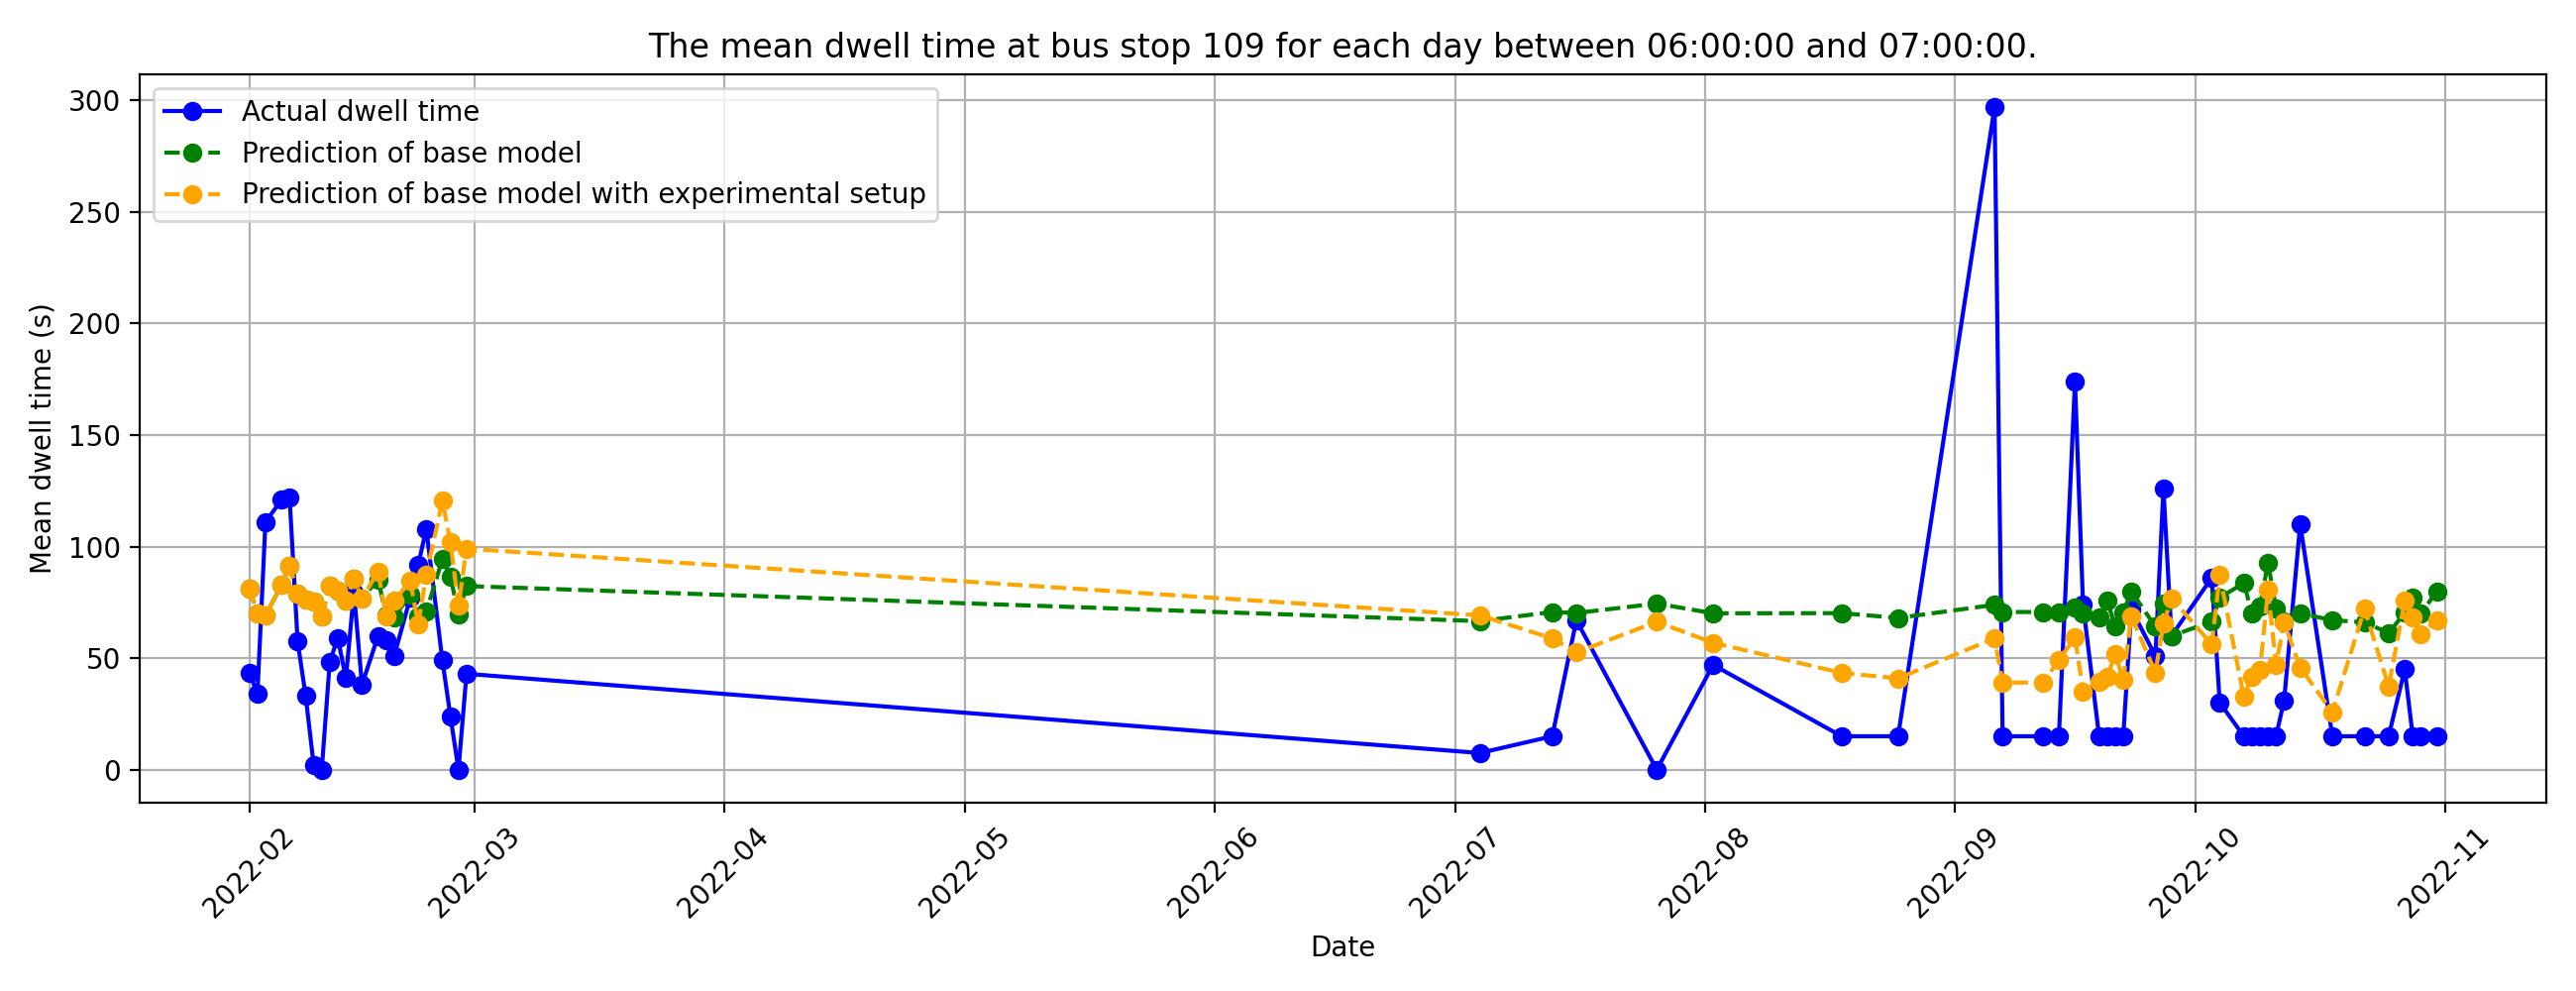 The mean dwell time at bus stop 109 for each day between 06:00:00 and 07:00:00.
Actual dwell time
Prediction of base model
Prediction of base model with experimental setup
Mean dwell time (s)
300
250
200
150
100
50
0
2022-02
2022-03
2022-04
2022-05
2022-06
2022-07
2022-08
2022-09
2022-10
2022-11
Date